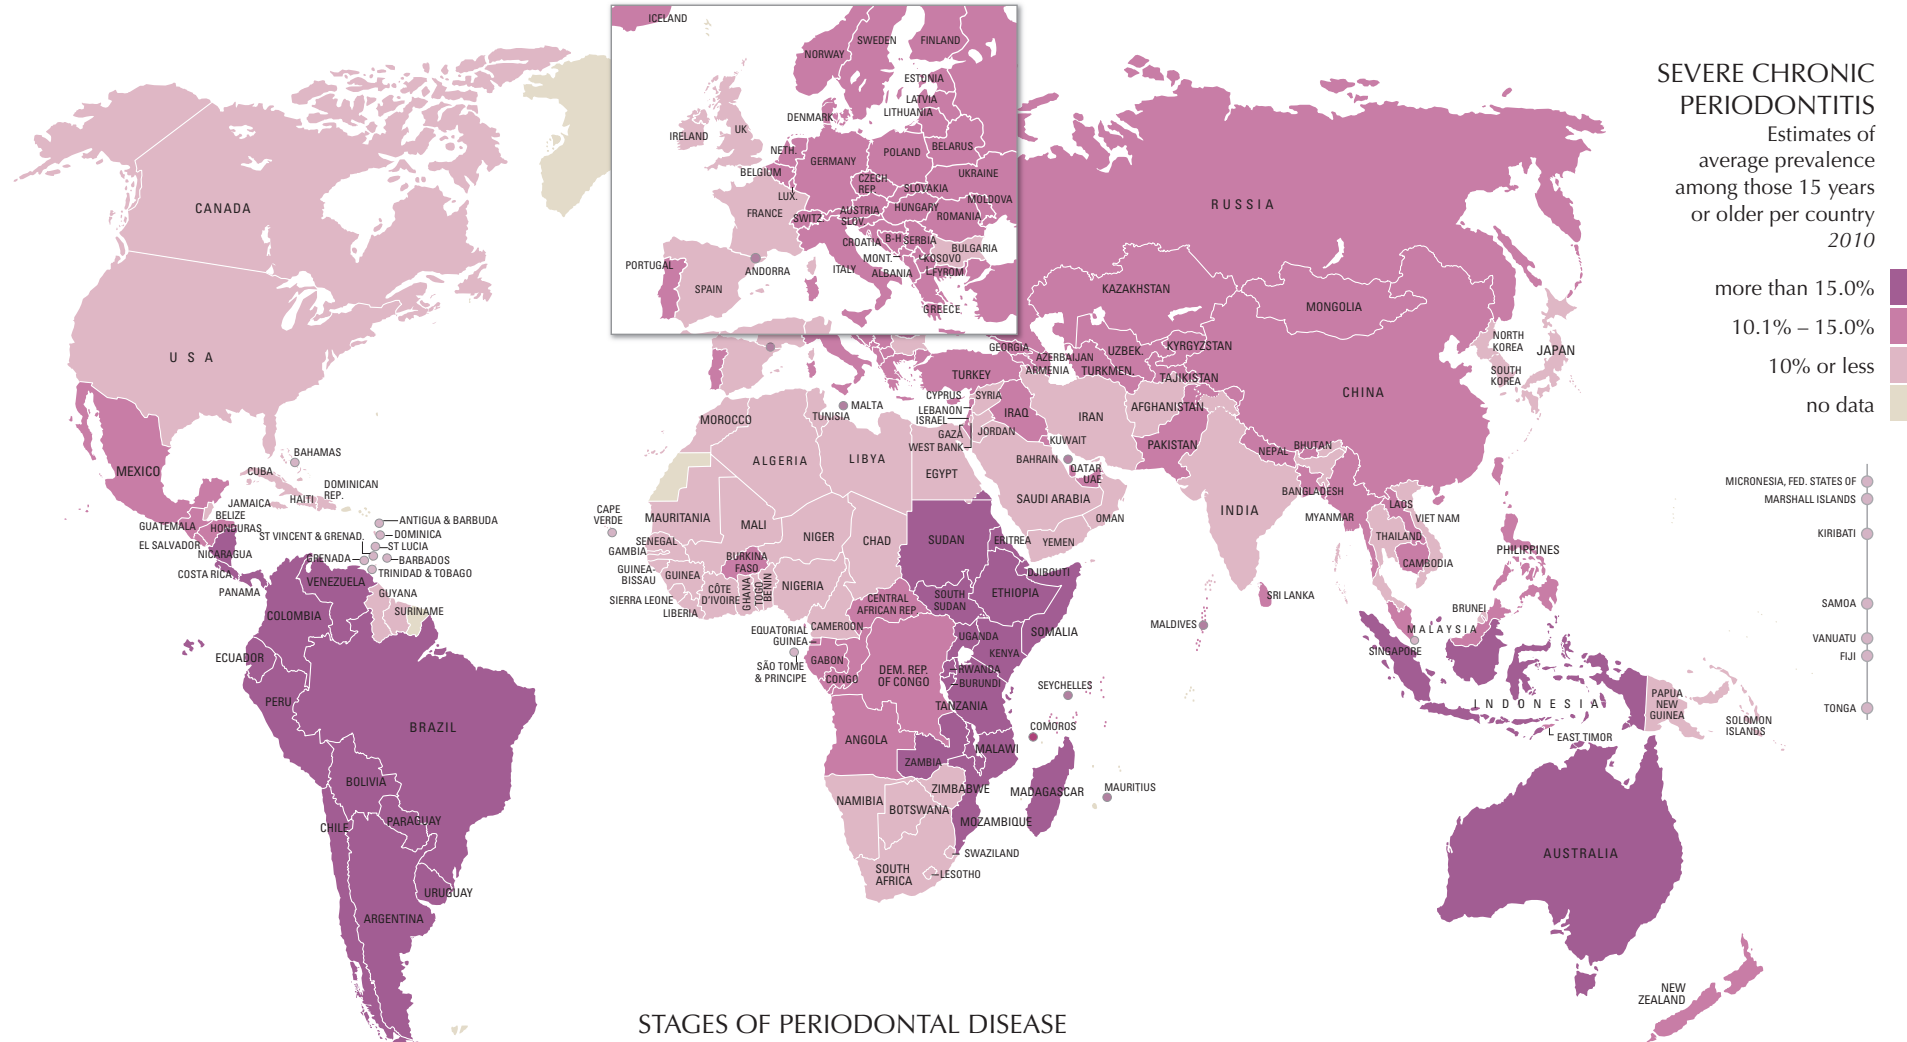 SEVERE CHRONIC
PERIODONTITIS
Estimates of
average prevalence
among those 15 years
or older per country
2010
more than 15.0%
10.1% – 15.0%
10% or less
no data
ICELAND
NORWAY
SWEDEN
FINLAND
ESTONIA
LATVIA
LITHUANIA
DENMARK
IRELAND
UK
NETH.
GERMANY
POLAND
BELARUS
BELGIUM
CZECH
REP.
UKRAINE
LUX.
SLOVAKIA
MOLDOVA
FRANCE
SWITZ.
AUSTRIA
SLOV.
HUNGARY
ROMANIA
CROATIA
B-H
SERBIA
BULGARIA
MONT.
KOSOVO
PORTUGAL
SPAIN
ANDORRA
ITALY
ALBANIA
FYROM
GREECE
CANADA
USA
MEXICO
BAHAMAS
CUBA
DOMINICAN
REP.
HAITI
JAMAICA
BELIZE
GUATEMALA
HONDURAS
EL SALVADOR
NICARAGUA
COSTA RICA
PANAMA
ANTIGUA & BARBUDA
DOMINICA
ST VINCENT & GRENAD.
ST LUCIA
GRENADA
BARBADOS
TRINIDAD & TOBAGO
VENEZUELA
GUYANA
SURINAME
COLOMBIA
ECUADOR
PERU
BRAZIL
BOLIVIA
PARAGUAY
CHILE
URUGUAY
ARGENTINA
RUSSIA
KAZAKHSTAN
MONGOLIA
NORTH
KOREA
SOUTH
KOREA
JAPAN
CHINA
GEORGIA
AZERBAIJAN
ARMENIA
UZBEK.
TURKMEN.
KYRGYZSTAN
TAJIKISTAN
TURKEY
CYPRUS
SYRIA
LEBANON
ISRAEL
GAZA
WEST BANK
JORDAN
IRAQ
IRAN
AFGHANISTAN
PAKISTAN
KUWAIT
BAHRAIN
QATAR
UAE
SAUDI ARABIA
OMAN
YEMEN
NEPAL
BHUTAN
BANGLADESH
INDIA
MYANMAR
LAOS
VIET NAM
THAILAND
CAMBODIA
PHILIPPINES
SRI LANKA
MALDIVES
BRUNEI
MALAYSIA
SINGAPORE
INDONESIA
EAST TIMOR
PAPUA
NEW
GUINEA
SOLOMON
ISLANDS
AUSTRALIA
NEW
ZEALAND
MICRONESIA, FED. STATES OF
MARSHALL ISLANDS
KIRIBATI
SAMOA
VANUATU
FIJI
TONGA
MALTA
MOROCCO
TUNISIA
ALGERIA
LIBYA
EGYPT
CAPE
VERDE
MAURITANIA
MALI
NIGER
CHAD
SUDAN
ERITREA
DJIBOUTI
SENEGAL
GAMBIA
GUINEA-
BISSAU
GUINEA
SIERRA LEONE
LIBERIA
CÔTE
D'IVOIRE
BURKINA
FASO
GHANA
TOGO
BENIN
NIGERIA
CENTRAL
AFRICAN REP.
SOUTH
SUDAN
ETHIOPIA
SOMALIA
CAMEROON
EQUATORIAL
GUINEA
SÃO TOME
& PRINCIPE
GABON
CONGO
DEM. REP.
OF CONGO
UGANDA
KENYA
RWANDA
BURUNDI
TANZANIA
SEYCHELLES
COMOROS
ANGOLA
ZAMBIA
MALAWI
ZIMBABWE
MOZAMBIQUE
MADAGASCAR
MAURITIUS
NAMIBIA
BOTSWANA
SWAZILAND
LESOTHO
SOUTH
AFRICA
STAGES OF PERIODONTAL DISEASE